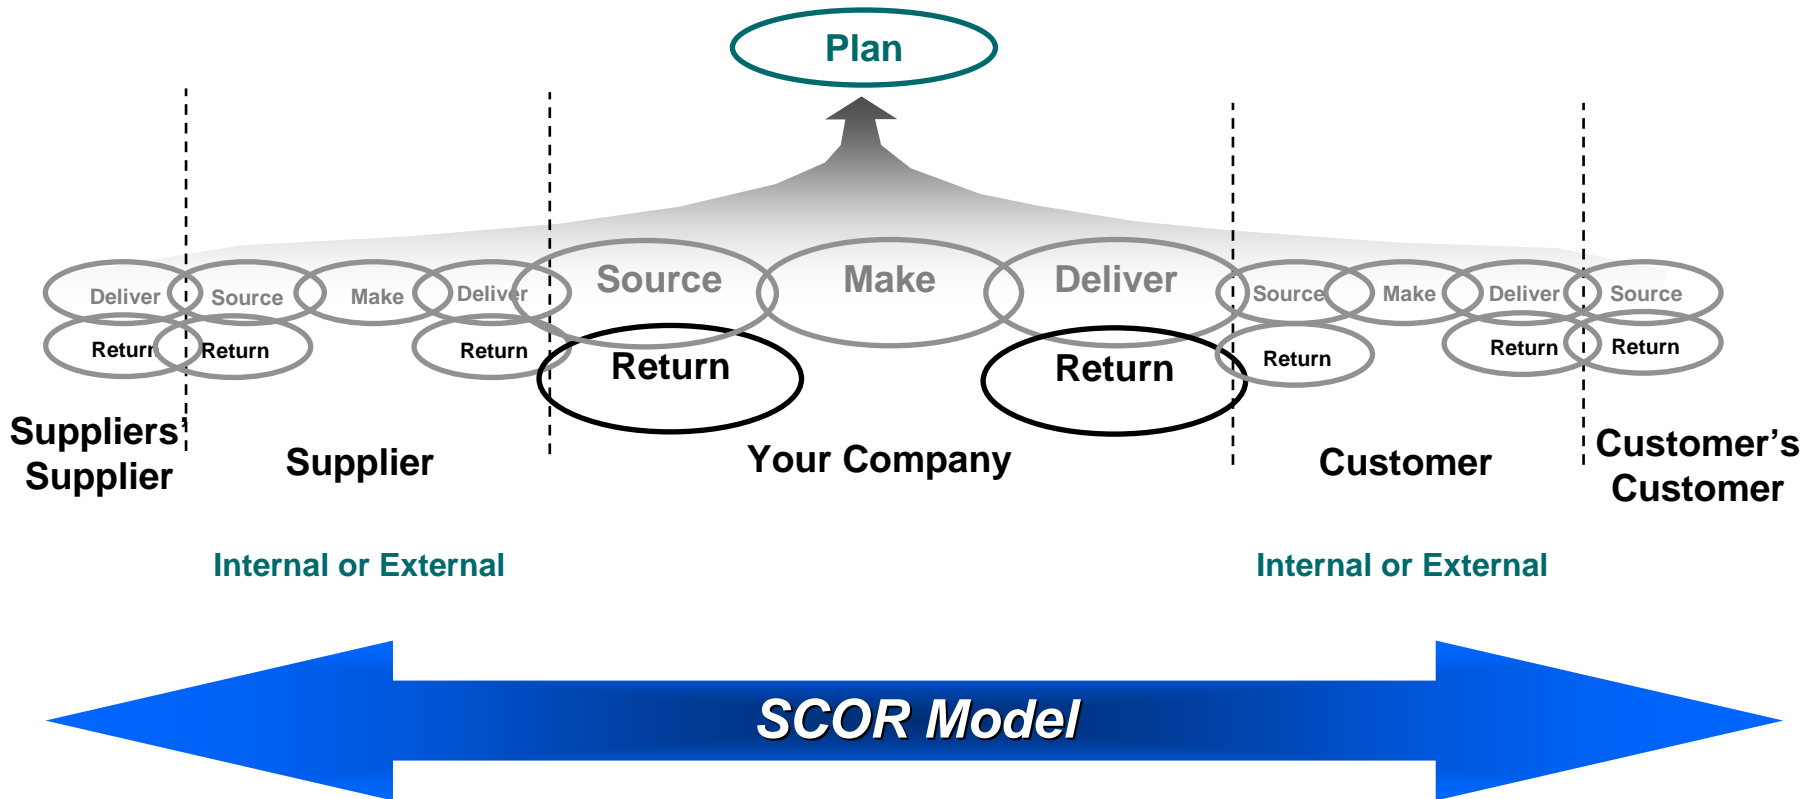 Plan
Deliver
Source
Make
Deliver
Source
Make
Deliver
Source
Make
Deliver
Source
Return
Return
Return
Return
Return
Return
Return
Return
Suppliers’
Supplier
Supplier
Your Company
Customer
Customer’s
Customer
Internal or External
Internal or External
SCOR Model